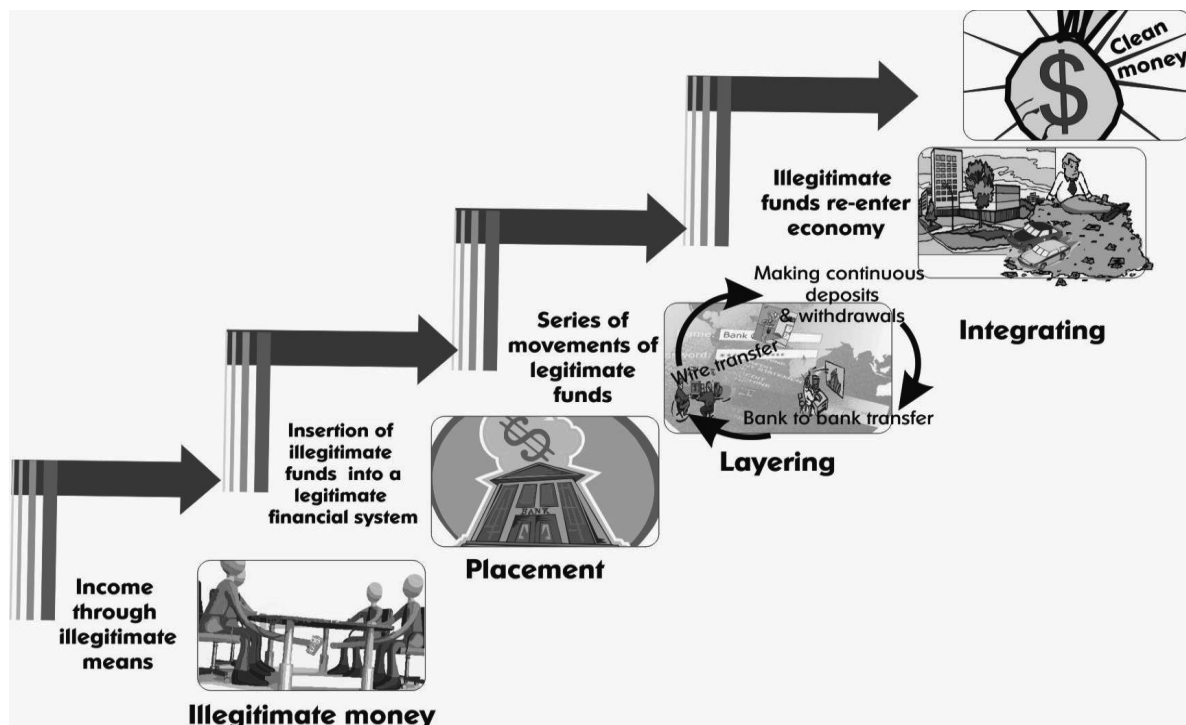 Income
through
illegitimate
means
Illegitimate money
Insertion of
illegitimate
funds into a
legitimate
financial system
BANK
Placement
Series of
movements of
legitimate
funds
Making continuous
deposits
& withdrawals
Bank
Wire transfer
Bank to bank transfer
Layering
Illegitimate
funds re-enter
economy
Clean
money
$
Integrating